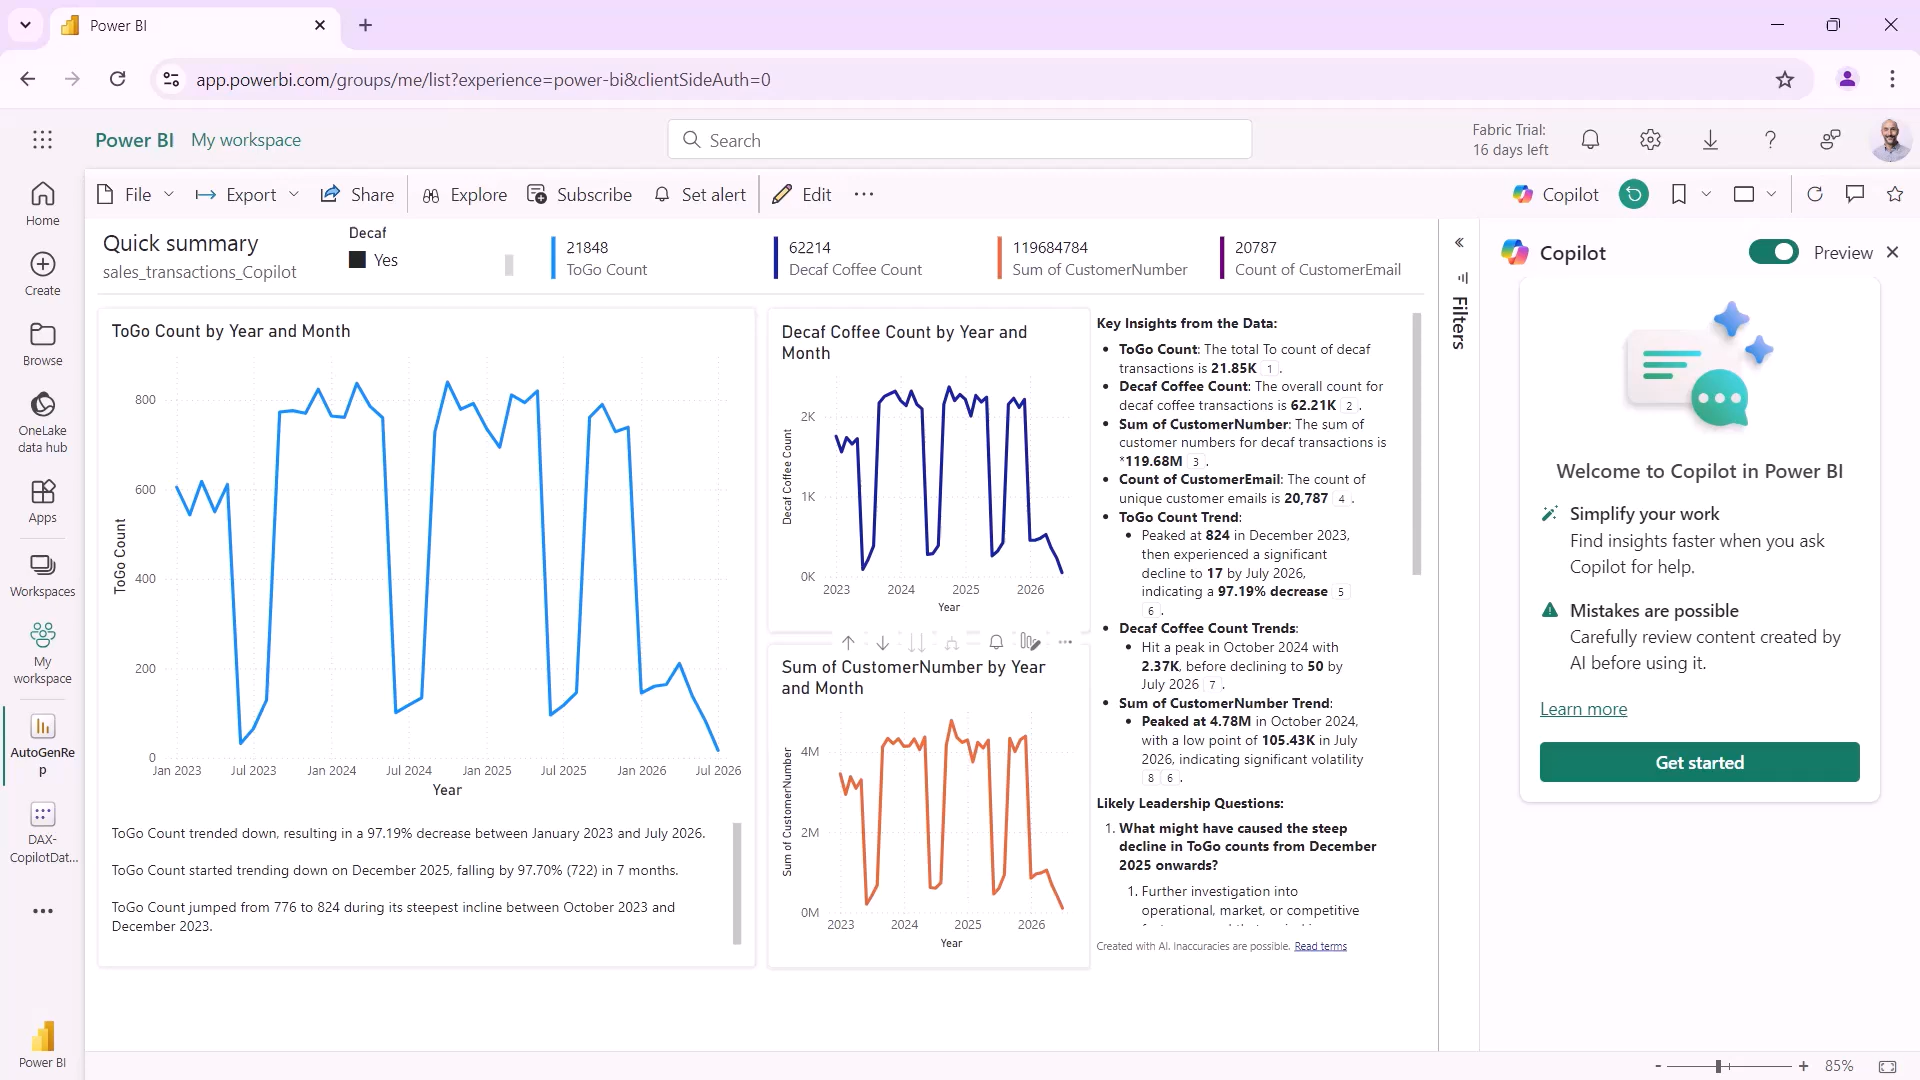 Power BI
app.powerbi.com/groups/me/list?experience=power-bi&clientSideAuth=0
Power BI My workspace
Search
Fabric Trial:
16 days left
File Export Share Explore Subscribe Set alert Edit ···
Copilot
Home
Create
Browse
OneLake
data hub
Apps
Workspaces
My
workspace
AutoGenRe
p
DAX-
CopilotDat...
Power BI
Quick summary
sales_transactions_Copilot
Decaf
Yes
21848
ToGo Count
62214
Decaf Coffee Count
119684784
Sum of CustomerNumber
20787
Count of CustomerEmail
ToGo Count by Year and Month
ToGo Count
800
600
400
200
0
Jan 2023 Jul 2023 Jan 2024 Jul 2024 Jan 2025 Jul 2025 Jan 2026 Jul 2026
Year
ToGo Count trended down, resulting in a 97.19% decrease between January 2023 and July 2026.
ToGo Count started trending down on December 2025, falling by 97.70% (722) in 7 months.
ToGo Count jumped from 776 to 824 during its steepest incline between October 2023 and
December 2023.
Decaf Coffee Count by Year and
Month
Decaf Coffee Count
2K
1K
0K
2023 2024 2025 2026
Year
Sum of CustomerNumber by Year
and Month
Sum of CustomerNumber
4M
2M
0M
2023 2024 2025 2026
Year
Key Insights from the Data:
• ToGo Count: The total To count of decaf
transactions is 21.85K 1 .
• Decaf Coffee Count: The overall count for
decaf coffee transactions is 62.21K 2 .
• Sum of CustomerNumber: The sum of
customer numbers for decaf transactions is
*119.68M 3 .
• Count of CustomerEmail: The count of
unique customer emails is 20,787 4 .
• ToGo Count Trend:
• Peaked at 824 in December 2023,
then experienced a significant
decline to 17 by July 2026,
indicating a 97.19% decrease 5
6 .
• Decaf Coffee Count Trends:
• Hit a peak in October 2024 with
2.37K, before declining to 50 by
July 2026 7 .
• Sum of CustomerNumber Trend:
• Peaked at 4.78M in October 2024,
with a low point of 105.43K in July
2026, indicating significant volatility
8 6 .
Likely Leadership Questions:
1. What might have caused the steep
decline in ToGo counts from December
2025 onwards?
1. Further investigation into
operational, market, or competitive
Created with AI. Inaccuracies are possible. Read terms
Filters
Copilot
Preview
Welcome to Copilot in Power BI
Simplify your work
Find insights faster when you ask
Copilot for help.
Mistakes are possible
Carefully review content created by
AI before using it.
Learn more
Get started
- + 85%